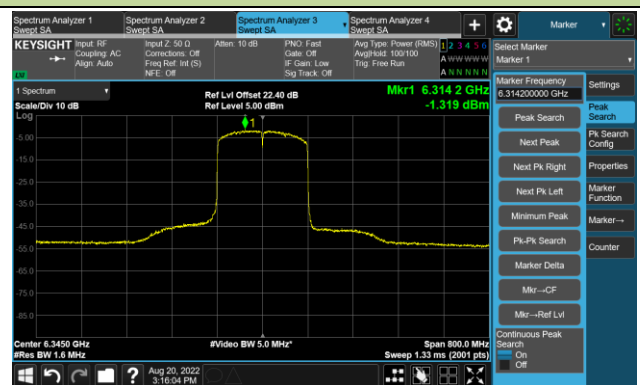 Spectrum Analyzer 1
Swept SA
Spectrum Analyzer 2
Swept SA
Spectrum Analyzer 3
Swept SA
Spectrum Analyzer 4
Swept SA
+
Marker
KEYSIGHT
Input: RF
Coupling: AC
Align: Auto
Input Z: 50 Ω
Corrections: Off
Freq Ref: Int (S)
NFE: Off
Atten: 10 dB
PNO: Fast
Gate: Off
IF Gain: Low
Sig Track: Off
Avg Type: Power (RMS)
Avg|Hold: 100/100
Trig: Free Run
1 2 3 4 5 6
A W W W W W
A N N N N N
LW
Select Marker
Marker 1
1 Spectrum
Scale/Div 10 dB
Log
Ref Lvl Offset 22.40 dB
Ref Level 5.00 dBm
Mkr1 6.314 2 GHz
-1.319 dBm
1
-5.00
-15.0
-25.0
-35.0
-45.0
-55.0
-65.0
-75.0
-85.0
Center 6.3450 GHz
#Res BW 1.6 MHz
#Video BW 5.0 MHz*
Span 800.0 MHz
Sweep 1.33 ms (2001 pts)
Marker Frequency
6.314200000 GHz
Peak Search
Next Peak
Next Pk Right
Next Pk Left
Minimum Peak
Pk-Pk Search
Marker Delta
Mkr→CF
Mkr→Ref Lvl
Continuous Peak
Search
On
Off
Settings
Peak
Search
Pk Search
Config
Properties
Marker
Function
Marker→
Counter
?
Aug 20, 2022
3:16:04 PM